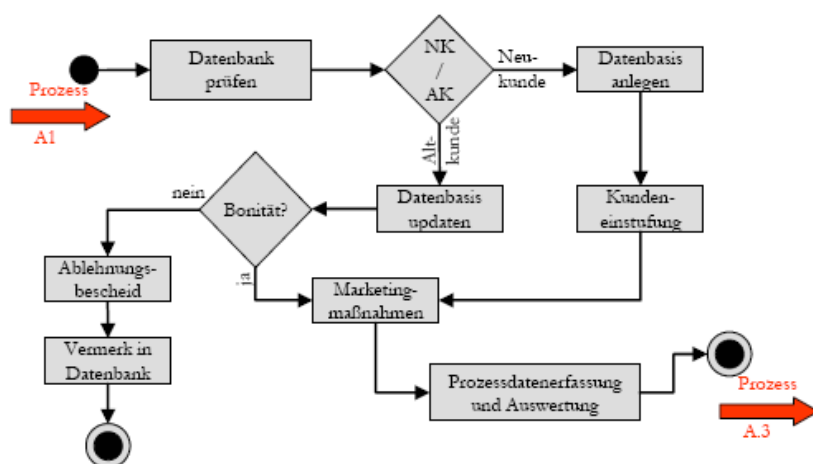 Datenbank
prüfen
NK
/
AK
Neu-
kunde
Datenbasis
anlegen
Prozess
A1
Alt-
kunde
nein
Bonität?
Datenbasis
updaten
Kunden-
einstufung
Ablehnungs-
bescheid
ja
Marketing-
maßnahmen
Vermerk in
Datenbank
Prozessdatenerfassung
und Auswertung
Prozess
A.3